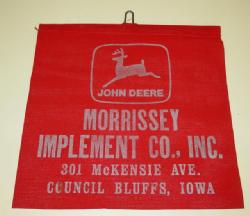 JOHN DEERE
MORRISSEY
IMPLEMENT CO., INC.
301 McKENSIE AVE.
COUNCIL BLUFFS, IOWA